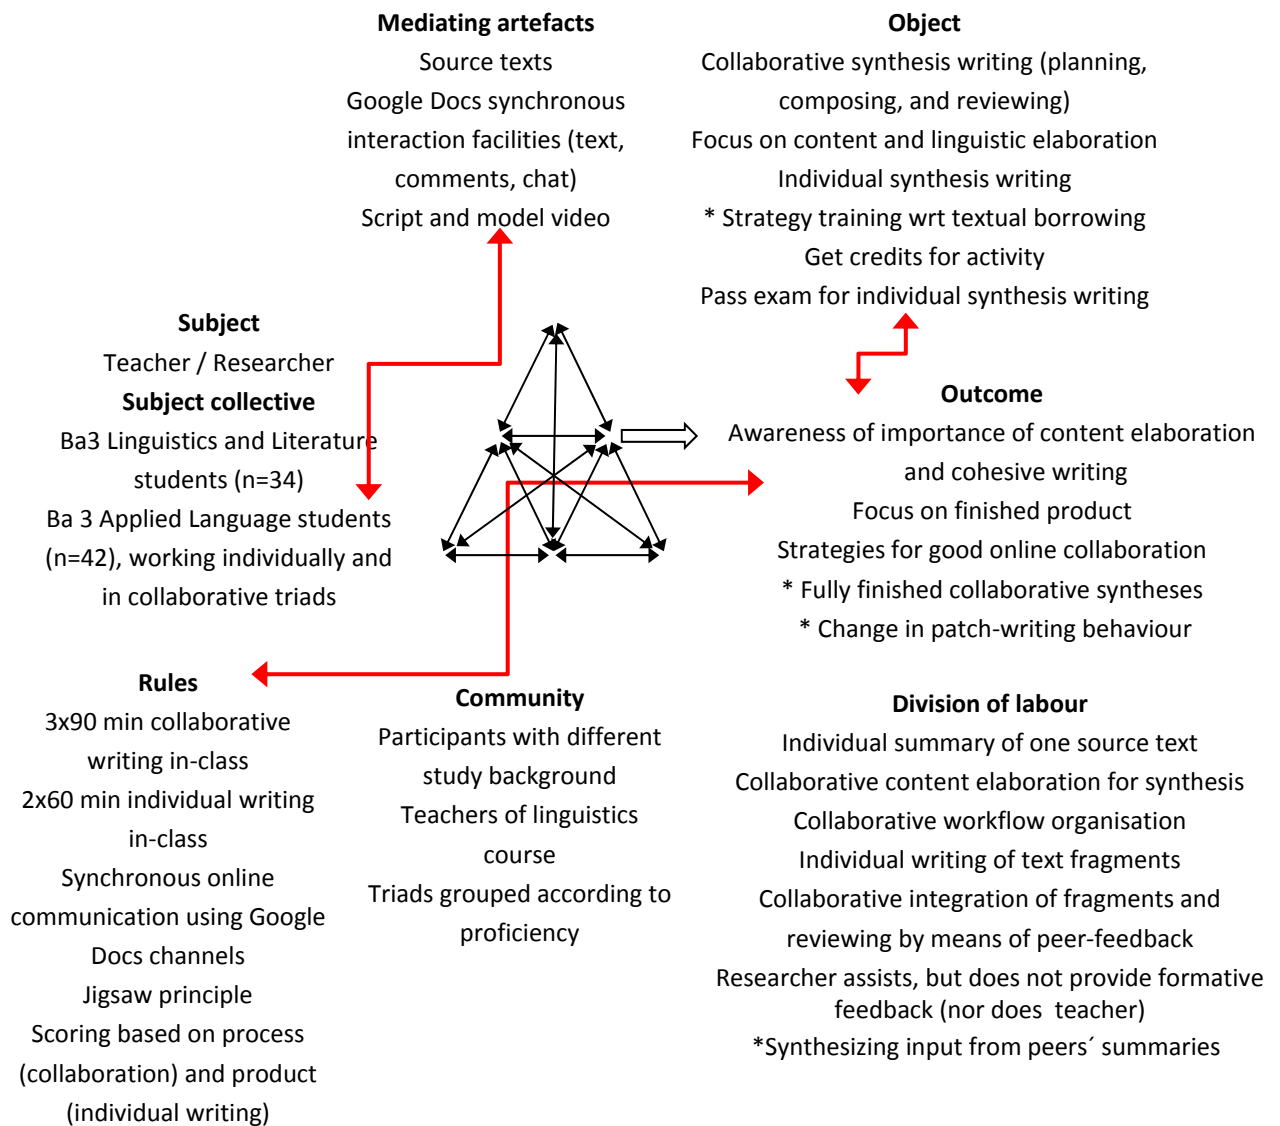 Mediating artefacts
Source texts
Google Docs synchronous
interaction facilities (text,
comments, chat)
Script and model video
Object
Collaborative synthesis writing (planning,
composing, and reviewing)
Focus on content and linguistic elaboration
Individual synthesis writing
* Strategy training wrt textual borrowing
Get credits for activity
Pass exam for individual synthesis writing
Subject
Teacher / Researcher
Subject collective
Ba3 Linguistics and Literature
students (n=34)
Ba 3 Applied Language students
(n=42), working individually and
in collaborative triads
Outcome
Awareness of importance of content elaboration
and cohesive writing
Focus on finished product
Strategies for good online collaboration
* Fully finished collaborative syntheses
* Change in patch-writing behaviour
Rules
3x90 min collaborative
writing in-class
2x60 min individual writing
in-class
Synchronous online
communication using Google
Docs channels
Jigsaw principle
Scoring based on process
(collaboration) and product
(individual writing)
Community
Participants with different
study background
Teachers of linguistics
course
Triads grouped according to
proficiency
Division of labour
Individual summary of one source text
Collaborative content elaboration for synthesis
Collaborative workflow organisation
Individual writing of text fragments
Collaborative integration of fragments and
reviewing by means of peer-feedback
Researcher assists, but does not provide formative
feedback (nor does  teacher)
*Synthesizing input from peers´ summaries